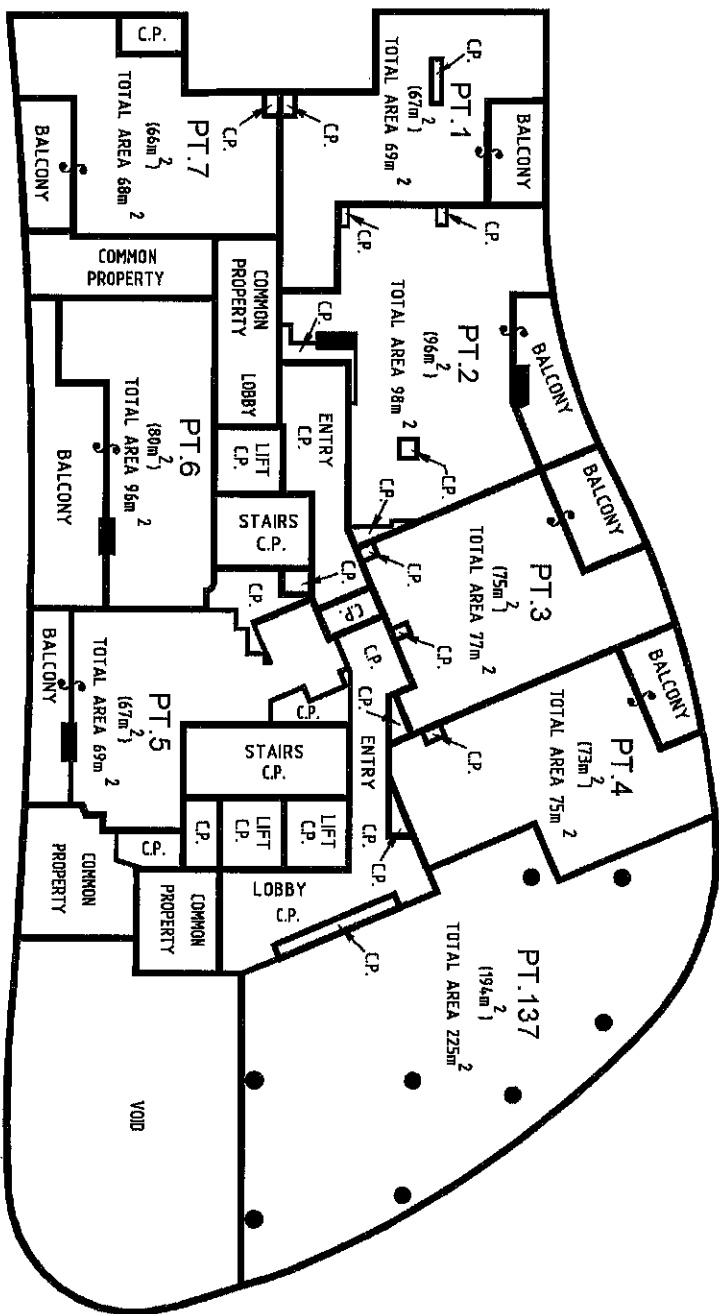 C.P.
PT.7
(66m²)
TOTAL AREA 68m²
BALCONY
C.P.
C.P.
PT.1
(67m²)
TOTAL AREA 69m²
C.P.
BALCONY
COMMON
PROPERTY
COMMON
PROPERTY
LOBBY
C.P.
C.P.
C.P.
PT.2
(96m²)
TOTAL AREA 98m²
C.P.
BALCONY
PT.6
(80m²)
TOTAL AREA 96m²
BALCONY
ENTRY
C.P.
LIFT
C.P.
STAIRS
C.P.
C.P.
C.P.
C.P.
C.P.
C.P.
PT.3
(75m²)
TOTAL AREA 77m²
BALCONY
C.P.
C.P.
C.P.
C.P.
C.P.
PT.5
(67m²)
TOTAL AREA 69m²
BALCONY
STAIRS
C.P.
ENTRY
C.P.
PT.4
(73m²)
TOTAL AREA 75m²
BALCONY
C.P.
LIFT
C.P.
LIFT
C.P.
C.P.
COMMON
PROPERTY
COMMON
PROPERTY
LOBBY
C.P.
C.P.
PT.137
(194m²)
TOTAL AREA 225m²
VOID